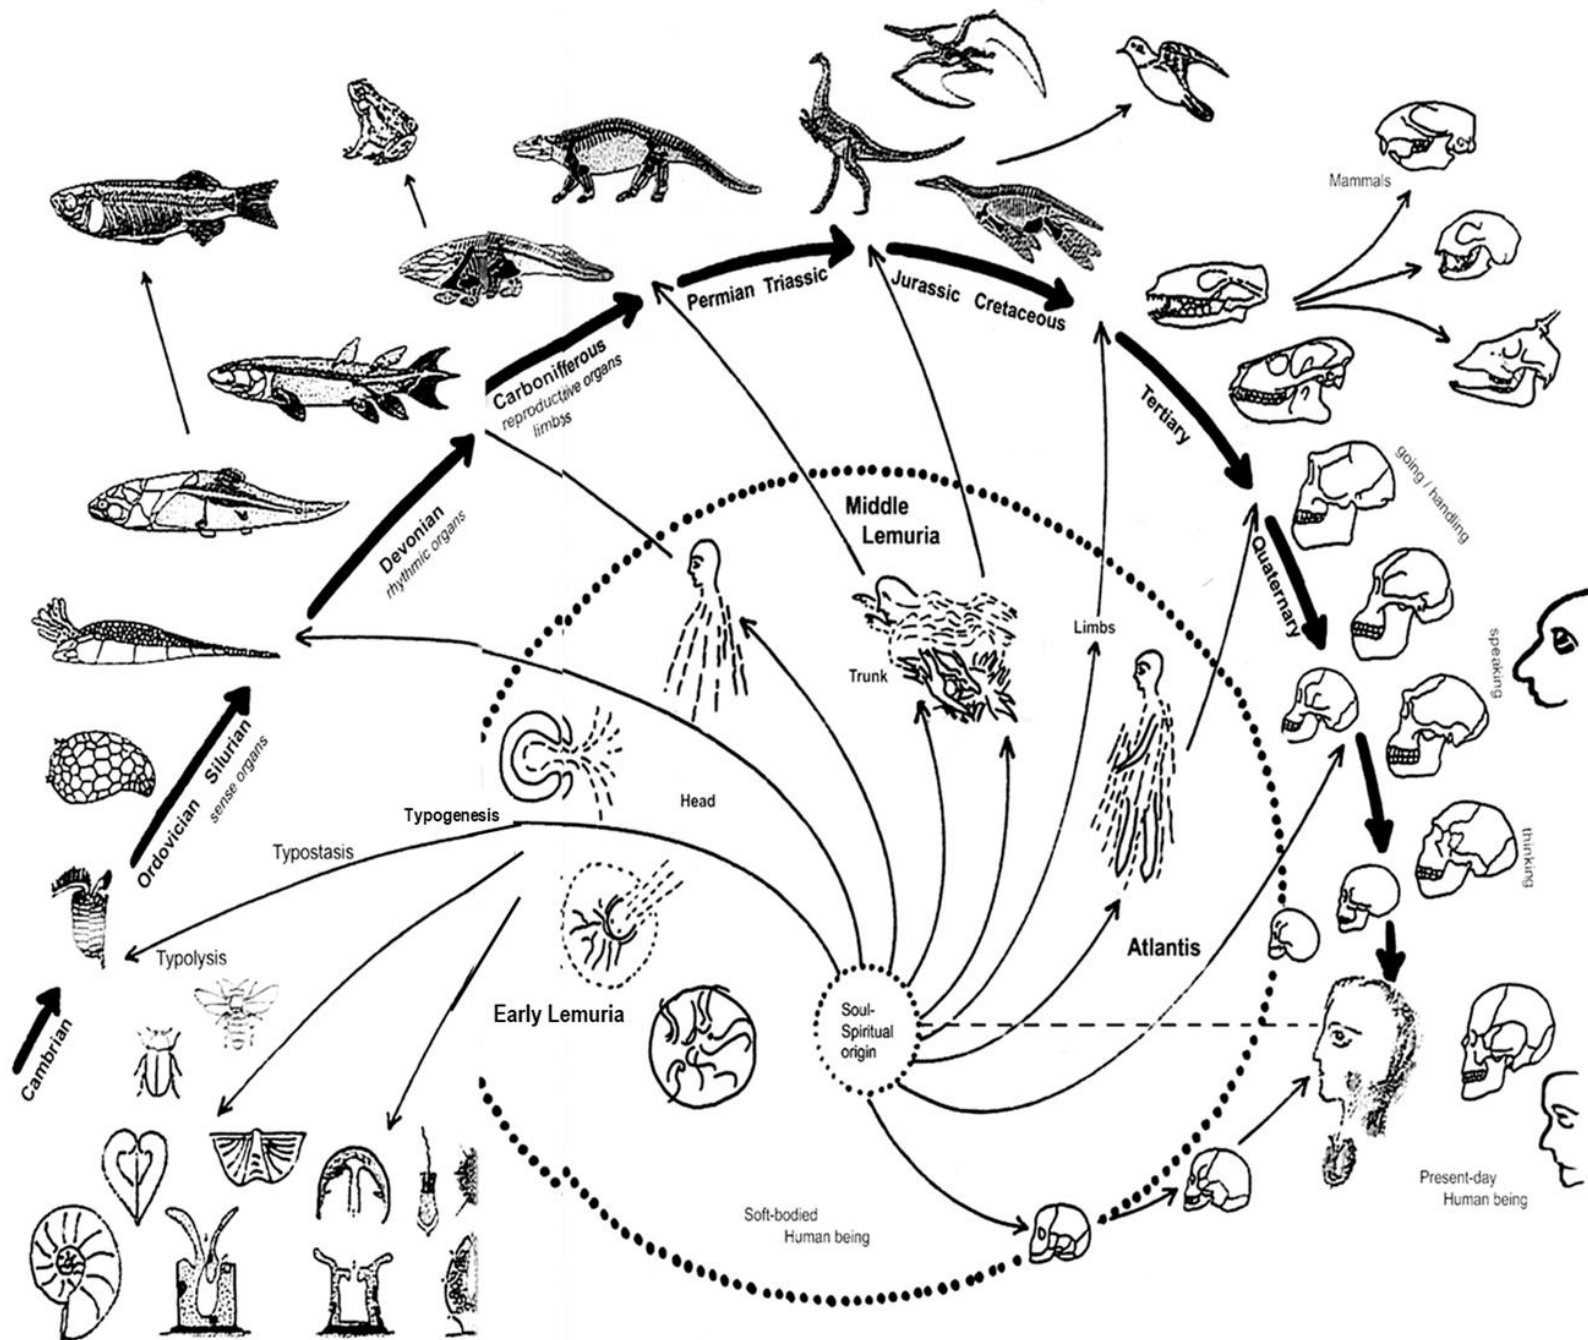 Mammals
Permian Triassic
Jurassic Cretaceous
Carbonifferous
reproductive organs
limbss
Tertiary
going / handling
Devonian
rhythmic organs
Middle
Lemuria
Quaternary
Limbs
speaking
Trunk
Ordovician Silurian
sense organs
Head
Typogenesis
Typostasis
thinking
Typolysis
Atlantis
Early Lemuria
Soul-
Spiritual
origin
Cambrian
Present-day
Human being
Soft-bodied
Human being